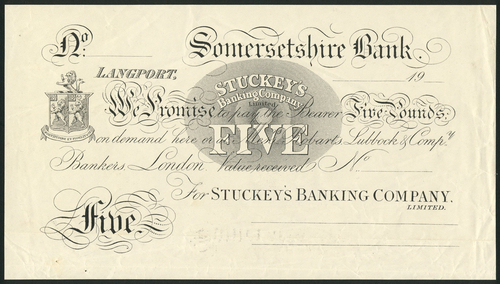 No. Somersetshire Bank.
LANGPORT, 19
STUCKEY'S
Banking Company
Limited
We Promise to pay the Bearer Five Pounds
FIVE
on demand here or at Robarts Lubbock & Compy.
Bankers London Value received No
For STUCKEY'S BANKING COMPANY.
LIMITED.
Five